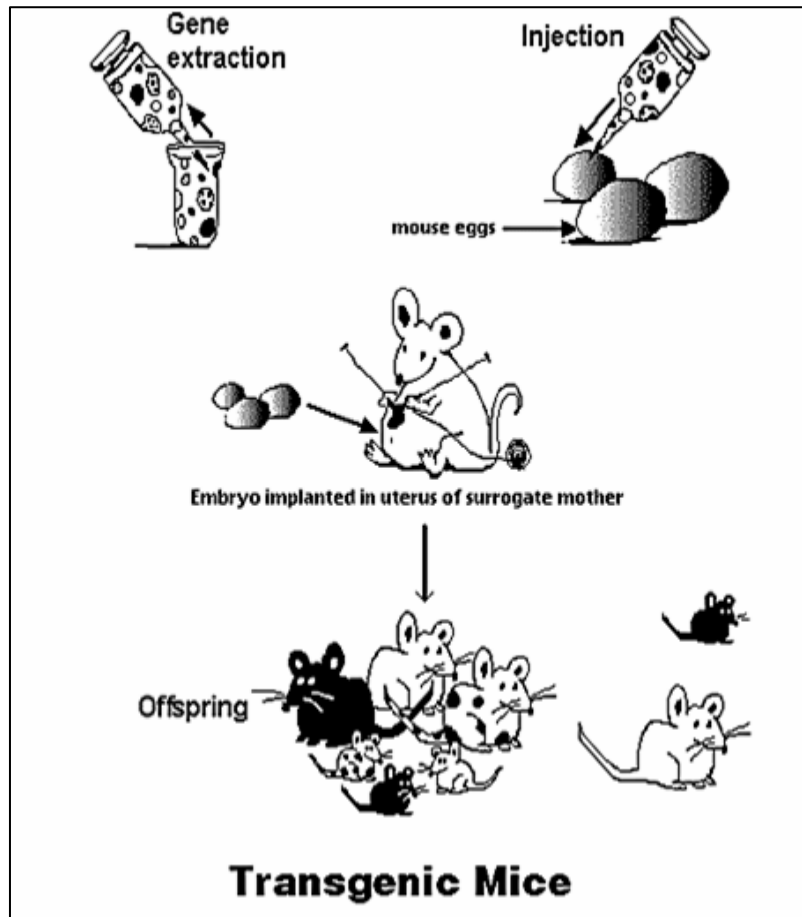 Gene
extraction
Injection
mouse eggs
Embryo implanted in uterus of surrogate mother
Offspring
Transgenic Mice